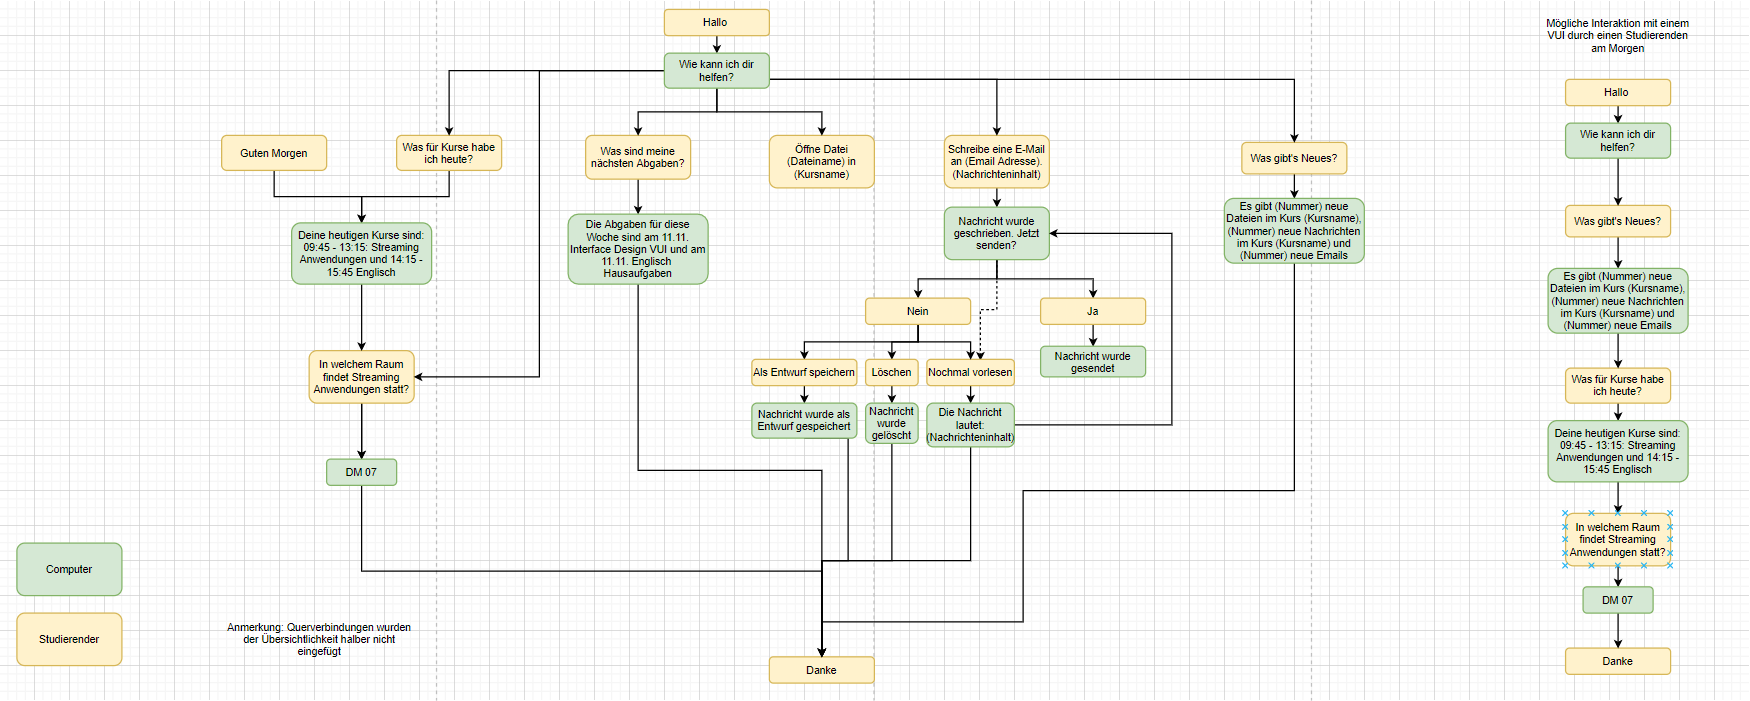 Hallo
Wie kann ich dir
helfen?
Guten Morgen
Was für Kurse habe
ich heute?
Was sind meine
nächsten Abgaben?
Öffne Datei
(Dateiname) in
(Kursname)
Schreibe eine E-Mail
an (Email Adresse).
(Nachrichteninhalt)
Was gibt's Neues?
Deine heutigen Kurse sind:
09:45 - 13:15: Streaming
Anwendungen und 14:15 -
15:45 Englisch
Die Abgaben für diese
Woche sind am 11.11.
Interface Design VUI und am
11.11. Englisch
Hausaufgaben
Nachricht wurde
geschrieben. Jetzt
senden?
Es gibt (Nummer) neue
Dateien im Kurs (Kursname),
(Nummer) neue Nachrichten
im Kurs (Kursname) und
(Nummer) neue Emails
Nein
Ja
In welchem Raum
findet Streaming
Anwendungen statt?
Als Entwurf speichern
Löschen
Nochmal vorlesen
Nachricht wurde
gesendet
Nachricht wurde als
Entwurf gespeichert
Nachricht
wurde
gelöscht
Die Nachricht
lautet:
(Nachrichteninhalt)
DM 07
Computer
Studierender
Anmerkung: Querverbindungen wurden
der Übersichtlichkeit halber nicht
eingefügt
Danke
Mögliche Interaktion mit einem
VUI durch einen Studierenden
am Morgen
Hallo
Wie kann ich dir
helfen?
Was gibt's Neues?
Es gibt (Nummer) neue
Dateien im Kurs (Kursname),
(Nummer) neue Nachrichten
im Kurs (Kursname) und
(Nummer) neue Emails
Was für Kurse habe
ich heute?
Deine heutigen Kurse sind:
09:45 - 13:15: Streaming
Anwendungen und 14:15 -
15:45 Englisch
In welchem Raum
findet Streaming
Anwendungen statt?
DM 07
Danke